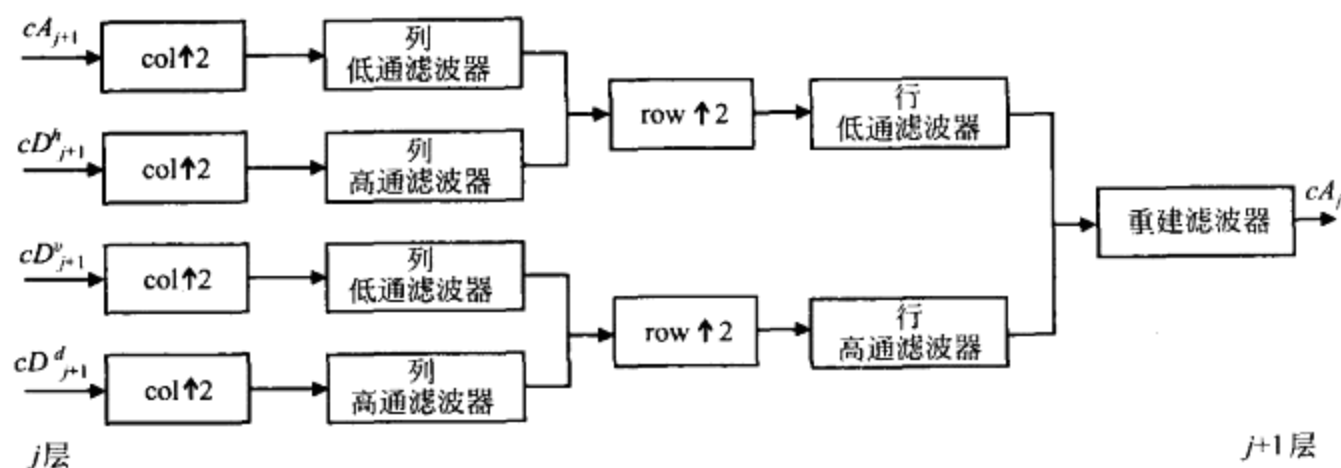 cA_{j+1}
col↑2
列
低通滤波器
cD^h_{j+1}
col↑2
列
高通滤波器
row↑2
行
低通滤波器
cD^v_{j+1}
col↑2
列
低通滤波器
cD^d_{j+1}
col↑2
列
高通滤波器
row↑2
行
高通滤波器
重建滤波器
cA_j
j层
j+1层